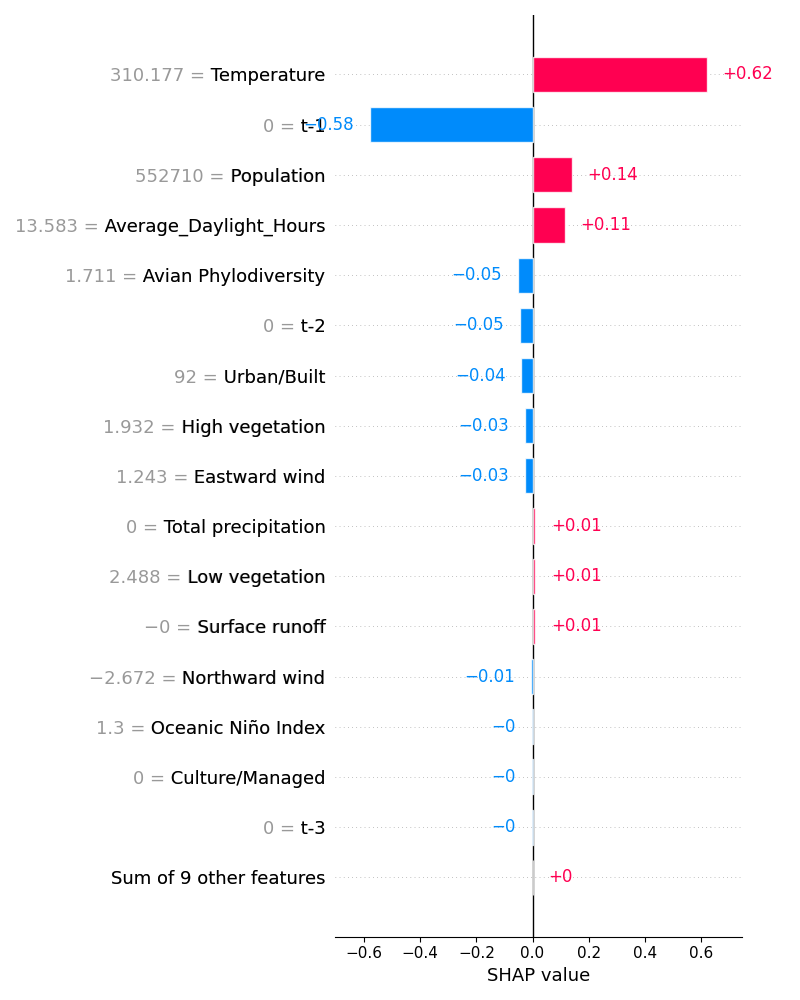 310.177 = Temperature +0.62
0 = t-1 −0.58
552710 = Population +0.14
13.583 = Average_Daylight_Hours +0.11
1.711 = Avian Phylodiversity −0.05
0 = t-2 −0.05
92 = Urban/Built −0.04
1.932 = High vegetation −0.03
1.243 = Eastward wind −0.03
0 = Total precipitation +0.01
2.488 = Low vegetation +0.01
−0 = Surface runoff +0.01
−2.672 = Northward wind −0.01
1.3 = Oceanic Niño Index −0
0 = Culture/Managed −0
0 = t-3 −0
Sum of 9 other features +0
−0.6 −0.4 −0.2 0.0 0.2 0.4 0.6
SHAP value